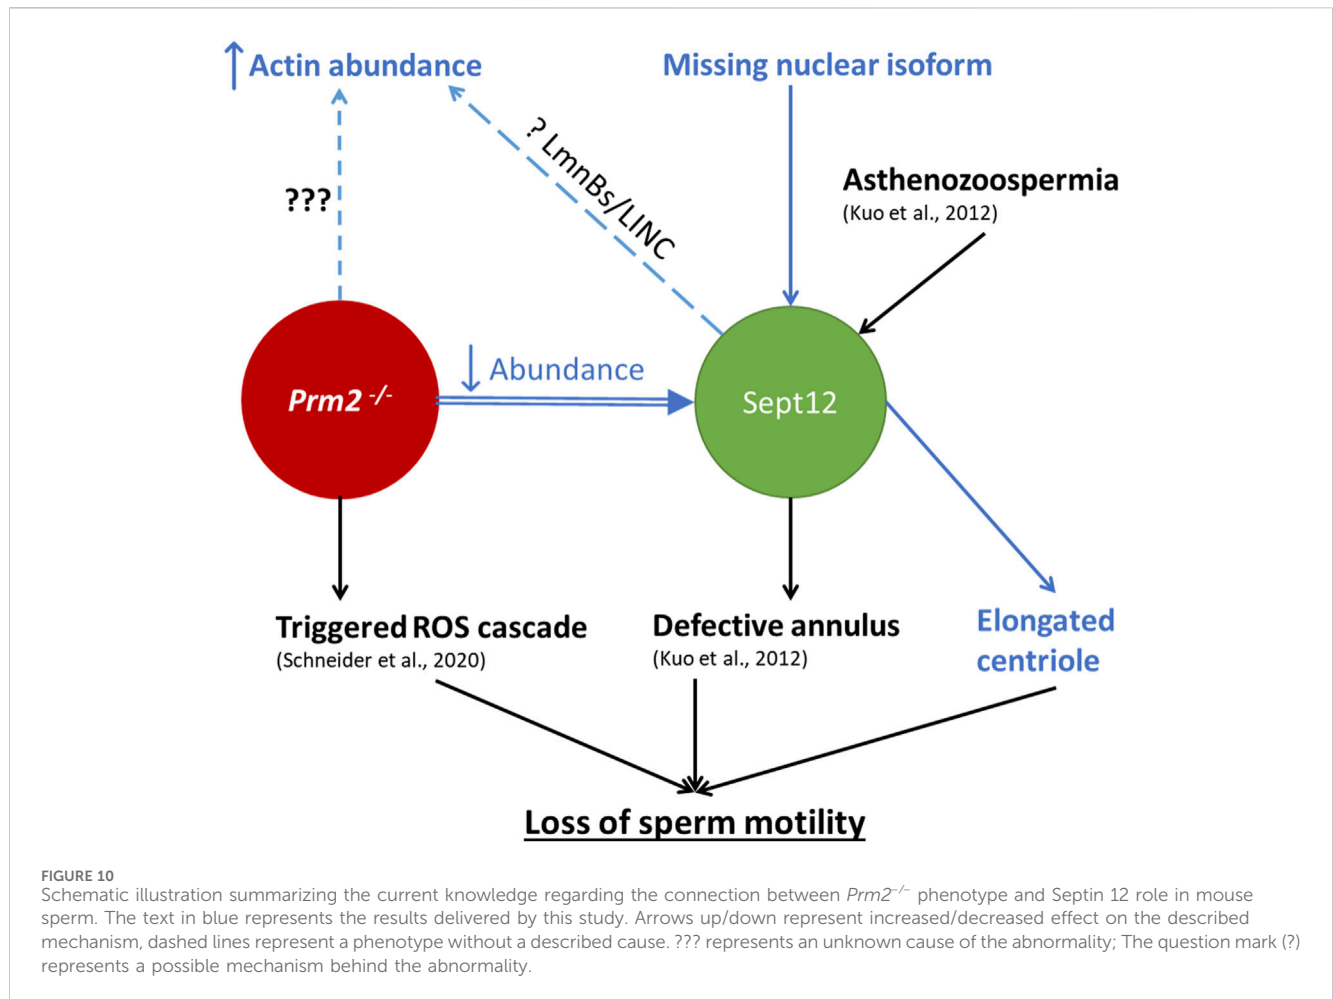 ↑ Actin abundance
Missing nuclear isoform
? LmnBs/LINC
Asthenozoospermia
(Kuo et al., 2012)
???
↓ Abundance
Prm2 -/-
Sept12
Triggered ROS cascade
(Schneider et al., 2020)
Defective annulus
(Kuo et al., 2012)
Elongated
centriole
Loss of sperm motility
FIGURE 10
Schematic illustration summarizing the current knowledge regarding the connection between Prm2−/− phenotype and Septin 12 role in mouse
sperm. The text in blue represents the results delivered by this study. Arrows up/down represent increased/decreased effect on the described
mechanism, dashed lines represent a phenotype without a described cause. ??? represents an unknown cause of the abnormality; The question mark (?)
represents a possible mechanism behind the abnormality.